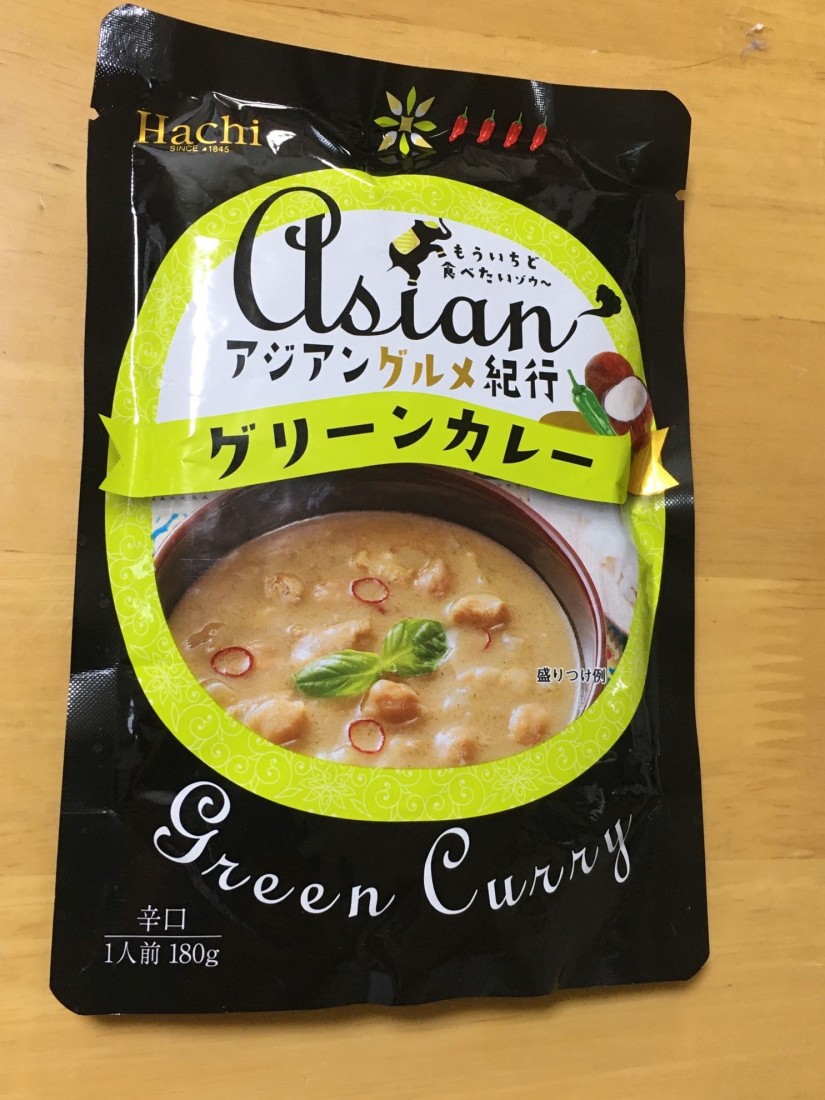 Hachi
SINCE 1845
もういちど
食べたいゾウ～
Asian
アジアングルメ紀行
グリーンカレー
盛りつけ例
Green Curry
辛口
1人前 180g